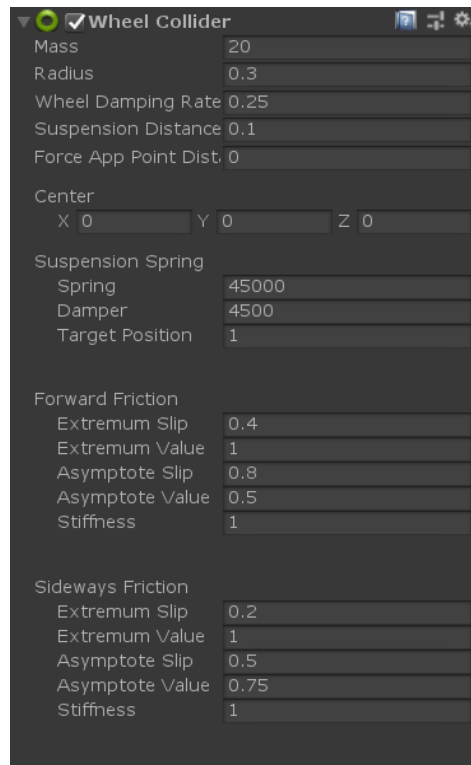 Wheel Collider
Mass 20
Radius 0.3
Wheel Damping Rate 0.25
Suspension Distance 0.1
Force App Point Dist 0
Center
X 0 Y 0 Z 0
Suspension Spring
Spring 45000
Damper 4500
Target Position 1
Forward Friction
Extremum Slip 0.4
Extremum Value 1
Asymptote Slip 0.8
Asymptote Value 0.5
Stiffness 1
Sideways Friction
Extremum Slip 0.2
Extremum Value 1
Asymptote Slip 0.5
Asymptote Value 0.75
Stiffness 1